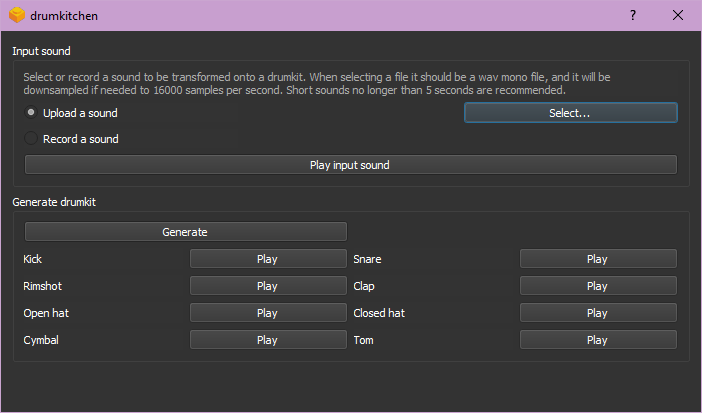 drumkitchen
Input sound
Select or record a sound to be transformed onto a drumkit. When selecting a file it should be a wav mono file, and it will be
downsampled if needed to 16000 samples per second. Short sounds no longer than 5 seconds are recommended.
Upload a sound Select...
Record a sound
Play input sound
Generate drumkit
Generate
Kick Play Snare Play
Rimshot Play Clap Play
Open hat Play Closed hat Play
Cymbal Play Tom Play